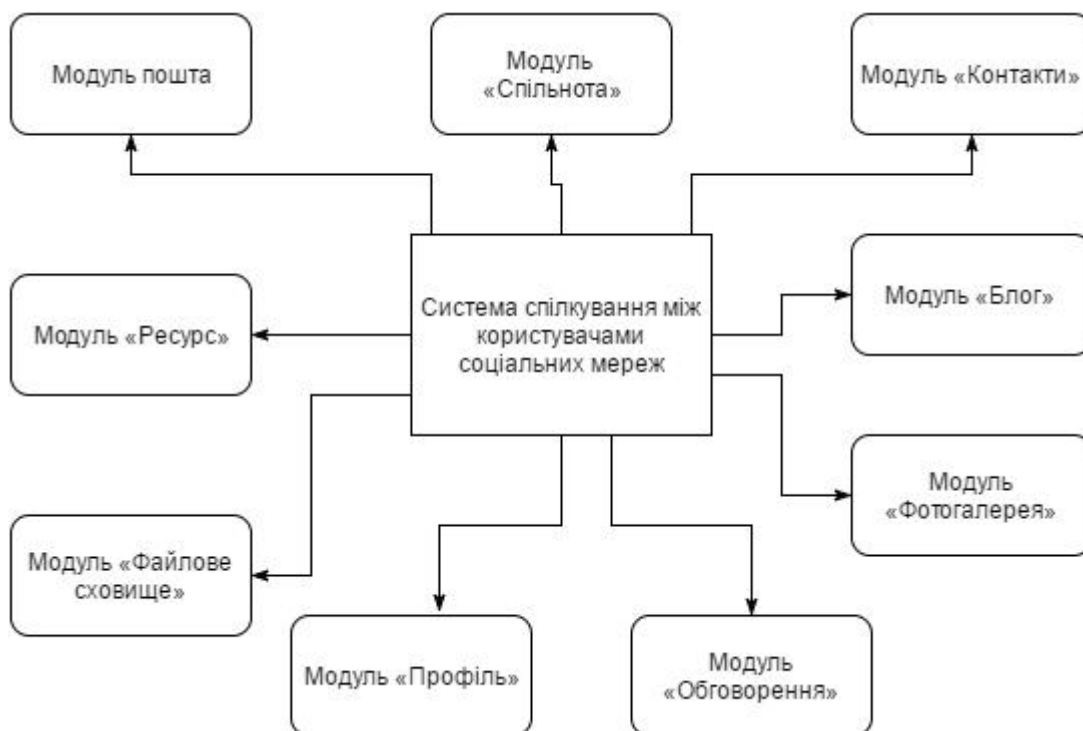 Модуль пошта
Модуль
«Спільнота»
Модуль «Контакти»
Система спілкування між
користувачами
соціальних мереж
Модуль «Блог»
Модуль «Ресурс»
Модуль
«Фотогалерея»
Модуль «Файлове
сховище»
Модуль «Профіль»
Модуль
«Обговорення»